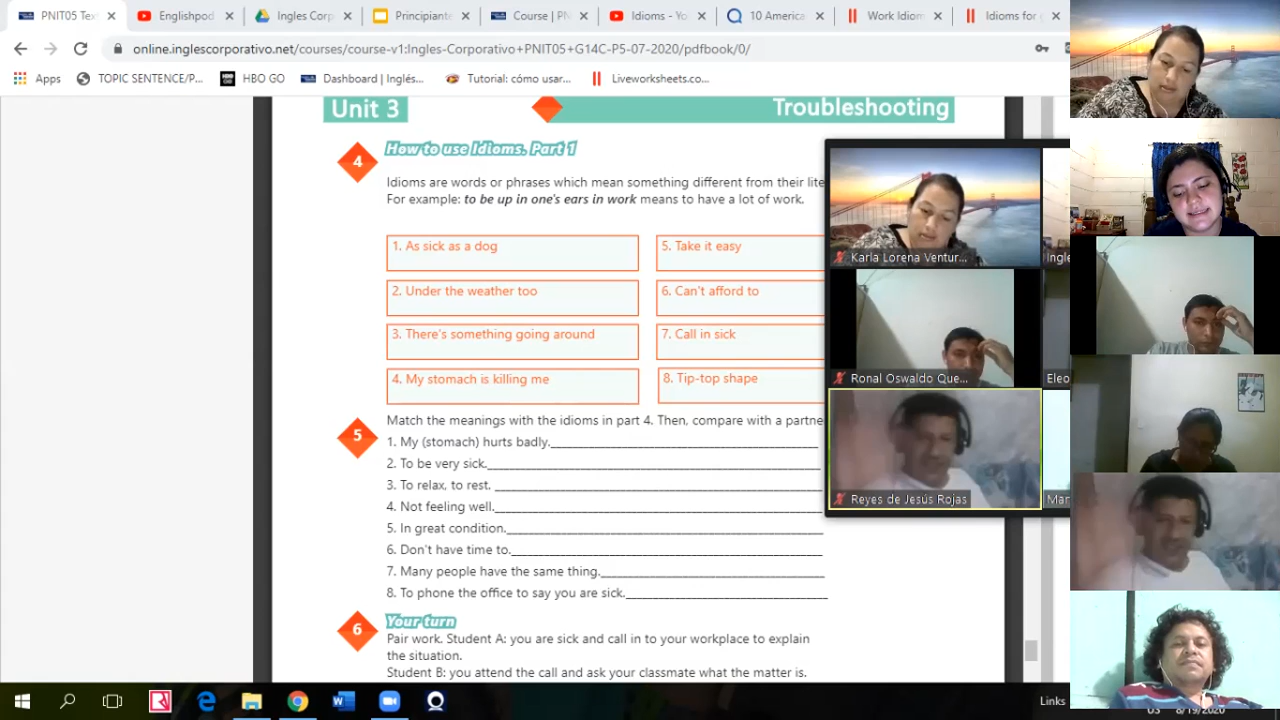 PNIT05 Tex
Englishpod
Ingles Corp
Principiante
Course | PN
Idioms - Yo
10 America
Work Idiom
Idioms for g
online.inglescorporativo.net/courses/course-v1:Ingles-Corporativo+PNIT05+G14C-P5-07-2020/pdfbook/0/
Apps
TOPIC SENTENCE/P...
HBO GO
Dashboard | Inglés...
Tutorial: cómo usar...
Liveworksheets.co...
Unit 3
Troubleshooting
4
How to use Idioms. Part 1
Idioms are words or phrases which mean something different from their lite
For example: to be up in one's ears in work means to have a lot of work.
1. As sick as a dog
5. Take it easy
2. Under the weather too
6. Can't afford to
3. There's something going around
7. Call in sick
4. My stomach is killing me
8. Tip-top shape
5
Match the meanings with the idioms in part 4. Then, compare with a partne
1. My (stomach) hurts badly.
2. To be very sick.
3. To relax, to rest.
4. Not feeling well.
5. In great condition.
6. Don't have time to.
7. Many people have the same thing.
8. To phone the office to say you are sick.
6
Your turn
Pair work. Student A: you are sick and call in to your workplace to explain
the situation.
Student B: you attend the call and ask your classmate what the matter is.
Karla Lorena Ventur...
Ingle
Ronal Oswaldo Que...
Eleo
Reyes de Jesús Rojas
Mar
Links
8/19/2020